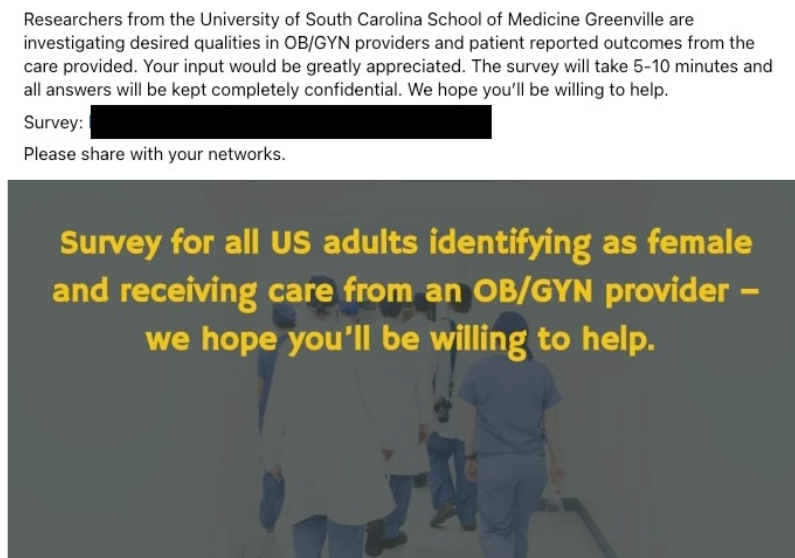 Researchers from the University of South Carolina School of Medicine Greenville are
investigating desired qualities in OB/GYN providers and patient reported outcomes from the
care provided. Your input would be greatly appreciated. The survey will take 5-10 minutes and
all answers will be kept completely confidential. We hope you’ll be willing to help.
Survey:
Please share with your networks.
Survey for all US adults identifying as female
and receiving care from an OB/GYN provider –
we hope you’ll be willing to help.